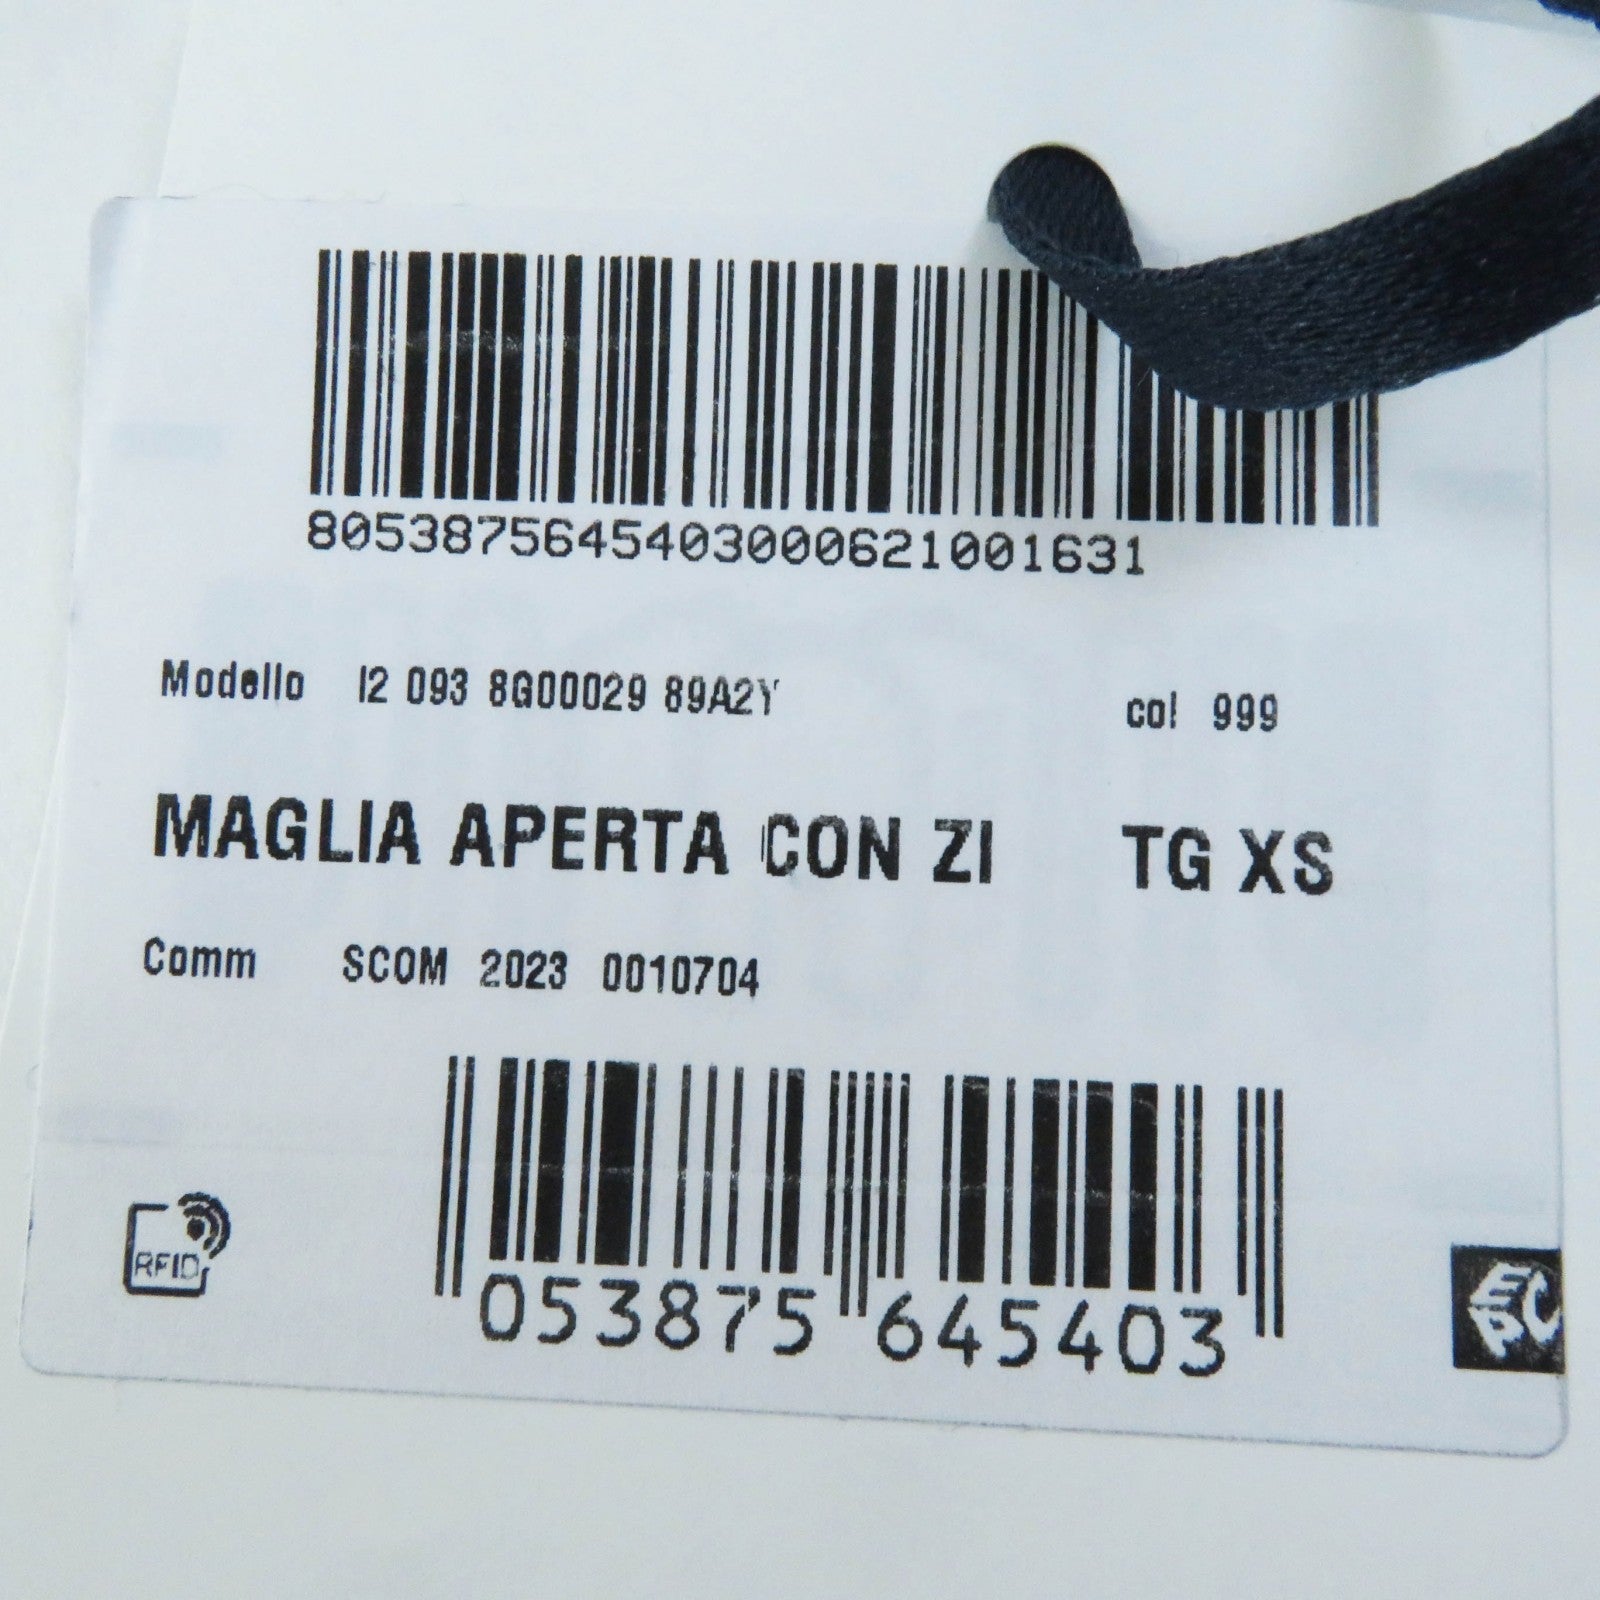 8053875645403000621001631
Modello I2 093 8G00029 89A2Y col 999
MAGLIA APERTA CON ZI TG XS
Comm SCOM 2023 0010704
RFID
053875 645403